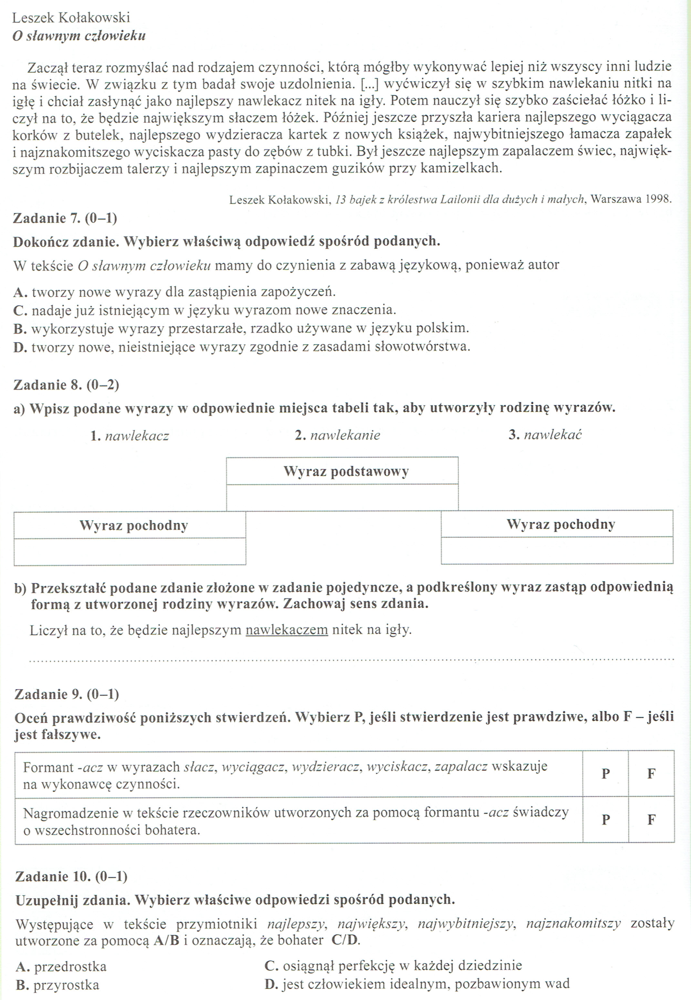 Leszek Kołakowski
O sławnym człowieku
Zaczął teraz rozmyślać nad rodzajem czynności, którą mógłby wykonywać lepiej niż wszyscy inni ludzie
na świecie. W związku z tym badał swoje uzdolnienia. [...] wyćwiczył się w szybkim nawlekaniu nitki na
igłę i chciał zasłynąć jako najlepszy nawlekacz nitek na igły. Potem nauczył się szybko zaściełać łóżko i li-
czył na to, że będzie największym słaczem łóżek. Później jeszcze przyszła kariera najlepszego wyciągacza
korków z butelek, najlepszego wydzieracza kartek z nowych książek, najwybitniejszego łamacza zapałek
i najznakomitszego wyciskacza pasty do zębów z tubki. Był jeszcze najlepszym zapalaczem świec, najwięk-
szym rozbijaczem talerzy i najlepszym zapinaczem guzików przy kamizelkach.
Leszek Kołakowski, 13 bajek z królestwa Lailonii dla dużych i małych, Warszawa 1998.
Zadanie 7. (0–1)
Dokończ zdanie. Wybierz właściwą odpowiedź spośród podanych.
W tekście O sławnym człowieku mamy do czynienia z zabawą językową, ponieważ autor
A. tworzy nowe wyrazy dla zastąpienia zapożyczeń.
C. nadaje już istniejącym w języku wyrazom nowe znaczenia.
B. wykorzystuje wyrazy przestarzałe, rzadko używane w języku polskim.
D. tworzy nowe, nieistniejące wyrazy zgodnie z zasadami słowotwórstwa.
Zadanie 8. (0–2)
a) Wpisz podane wyrazy w odpowiednie miejsca tabeli tak, aby utworzyły rodzinę wyrazów.
1. nawlekacz 2. nawlekanie 3. nawlekać
Wyraz podstawowy
Wyraz pochodny Wyraz pochodny
b) Przekształć podane zdanie złożone w zadanie pojedyncze, a podkreślony wyraz zastąp odpowiednią
formą z utworzonej rodziny wyrazów. Zachowaj sens zdania.
Liczył na to, że będzie najlepszym nawlekaczem nitek na igły.
Zadanie 9. (0–1)
Oceń prawdziwość poniższych stwierdzeń. Wybierz P, jeśli stwierdzenie jest prawdziwe, albo F – jeśli
jest fałszywe.
Formant -acz w wyrazach słacz, wyciągacz, wydzieracz, wyciskacz, zapalacz wskazuje
na wykonawcę czynności. P F
Nagromadzenie w tekście rzeczowników utworzonych za pomocą formantu -acz świadczy
o wszechstronności bohatera. P F
Zadanie 10. (0–1)
Uzupełnij zdania. Wybierz właściwe odpowiedzi spośród podanych.
Występujące w tekście przymiotniki najlepszy, największy, najwybitniejszy, najznakomitszy zostały
utworzone za pomocą A/B i oznaczają, że bohater C/D.
A. przedrostka C. osiągnął perfekcję w każdej dziedzinie
B. przyrostka D. jest człowiekiem idealnym, pozbawionym wad